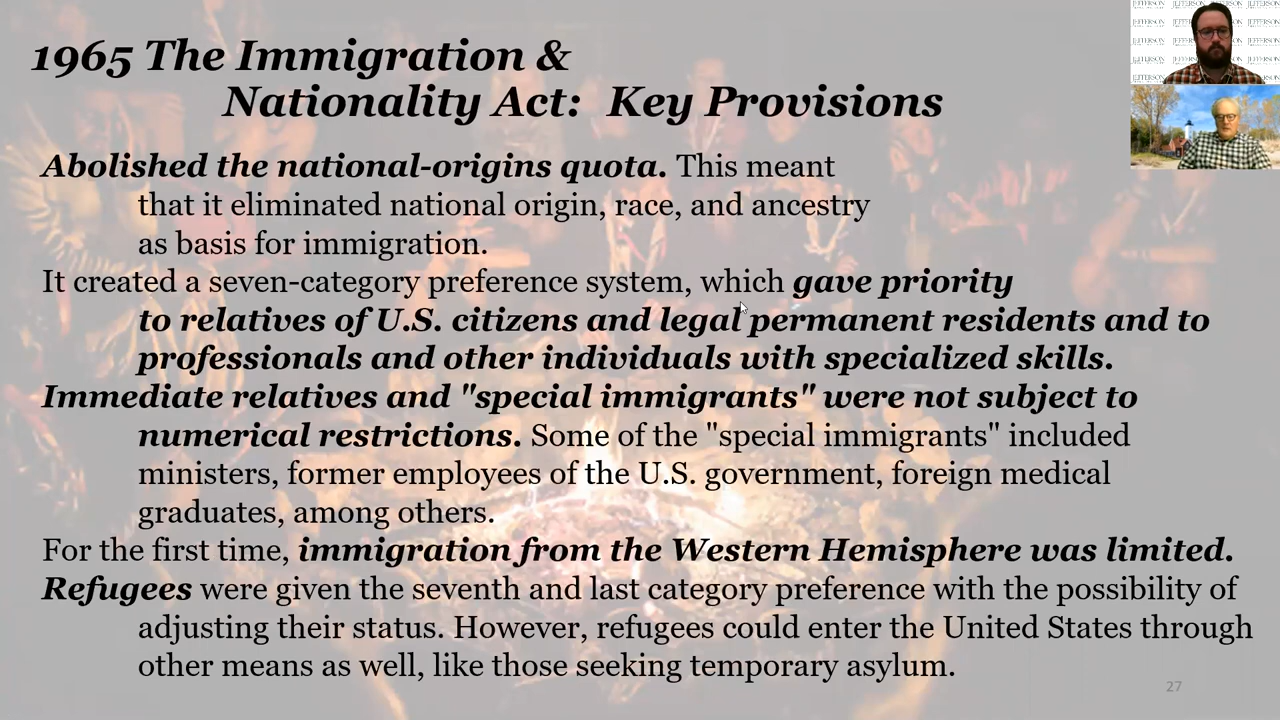 1965 The Immigration &
Nationality Act: Key Provisions
Abolished the national-origins quota. This meant
that it eliminated national origin, race, and ancestry
as basis for immigration.
It created a seven-category preference system, which gave priority
to relatives of U.S. citizens and legal permanent residents and to
professionals and other individuals with specialized skills.
Immediate relatives and "special immigrants" were not subject to
numerical restrictions. Some of the "special immigrants" included
ministers, former employees of the U.S. government, foreign medical
graduates, among others.
For the first time, immigration from the Western Hemisphere was limited.
Refugees were given the seventh and last category preference with the possibility of
adjusting their status. However, refugees could enter the United States through
other means as well, like those seeking temporary asylum.
27